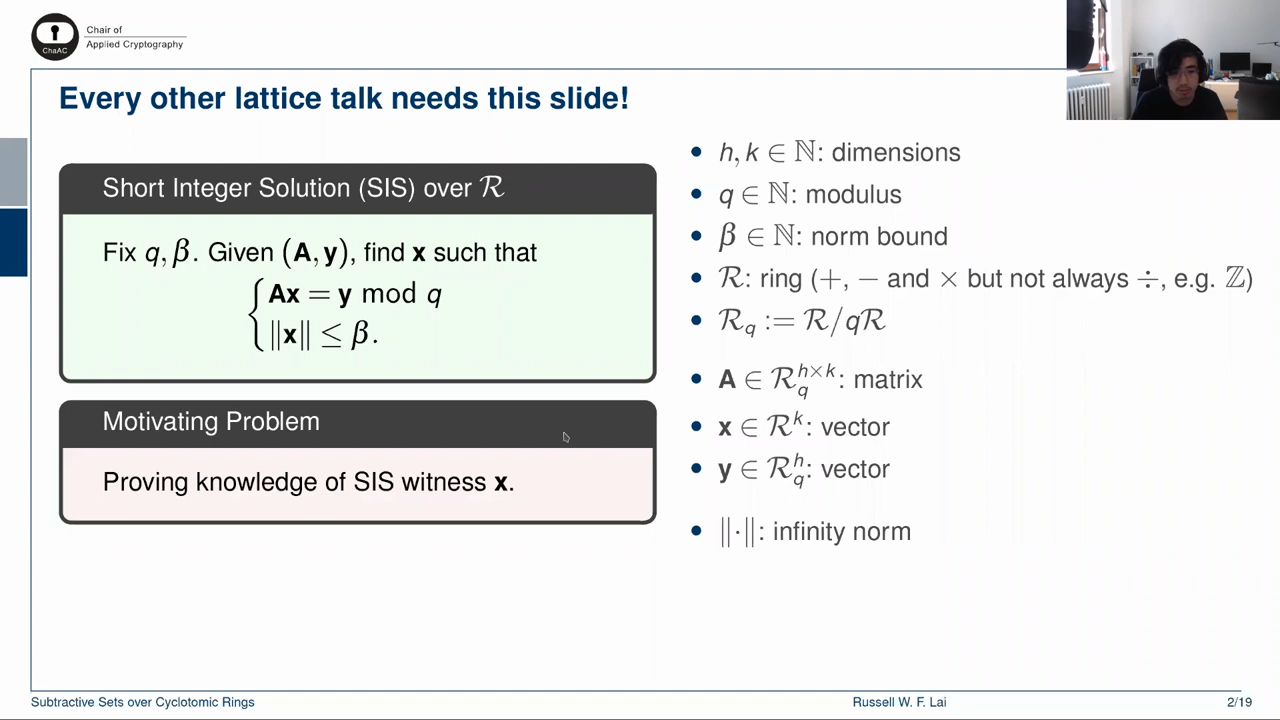 Chair of
Applied Cryptography
ChaAC
Every other lattice talk needs this slide!
Short Integer Solution (SIS) over ℛ
Fix q, β. Given (A, y), find x such that
{ Ax = y mod q
‖x‖ ≤ β.
Motivating Problem
Proving knowledge of SIS witness x.
• h, k ∈ ℕ: dimensions
• q ∈ ℕ: modulus
• β ∈ ℕ: norm bound
• ℛ: ring (+, − and × but not always ÷, e.g. ℤ)
• ℛ_q := ℛ/qℛ
• A ∈ ℛ_q^{h×k}: matrix
• x ∈ ℛ^k: vector
• y ∈ ℛ_q^h: vector
• ‖·‖: infinity norm
Subtractive Sets over Cyclotomic Rings
Russell W. F. Lai
2/19